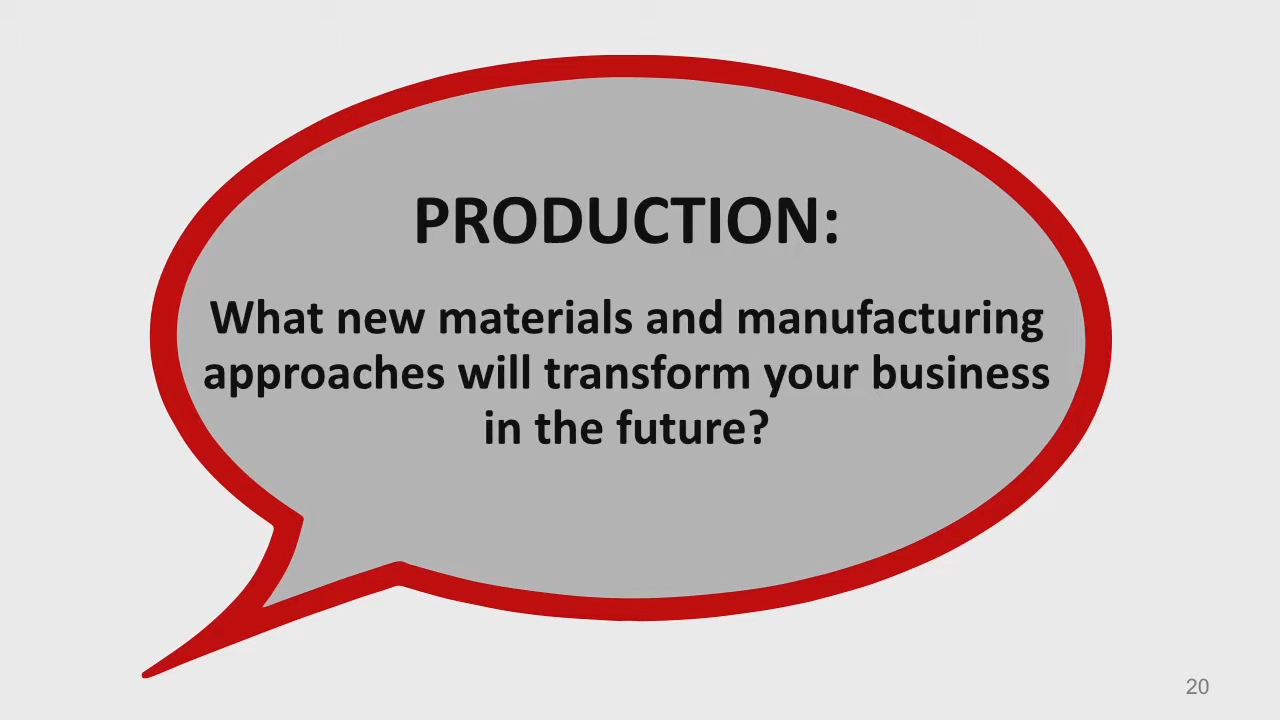 PRODUCTION:
What new materials and manufacturing
approaches will transform your business
in the future?
20